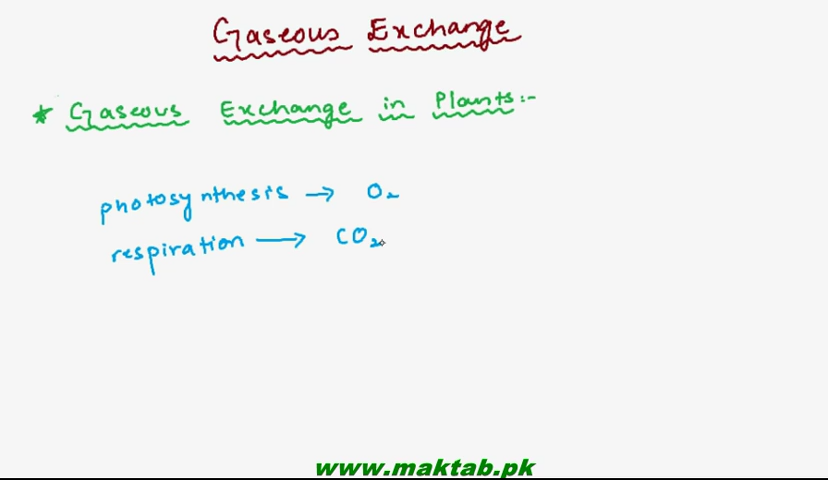 Gaseous Exchange
* Gaseous Exchange in Plants:-
photosynthesis → O₂
respiration → CO₂
www.maktab.pk